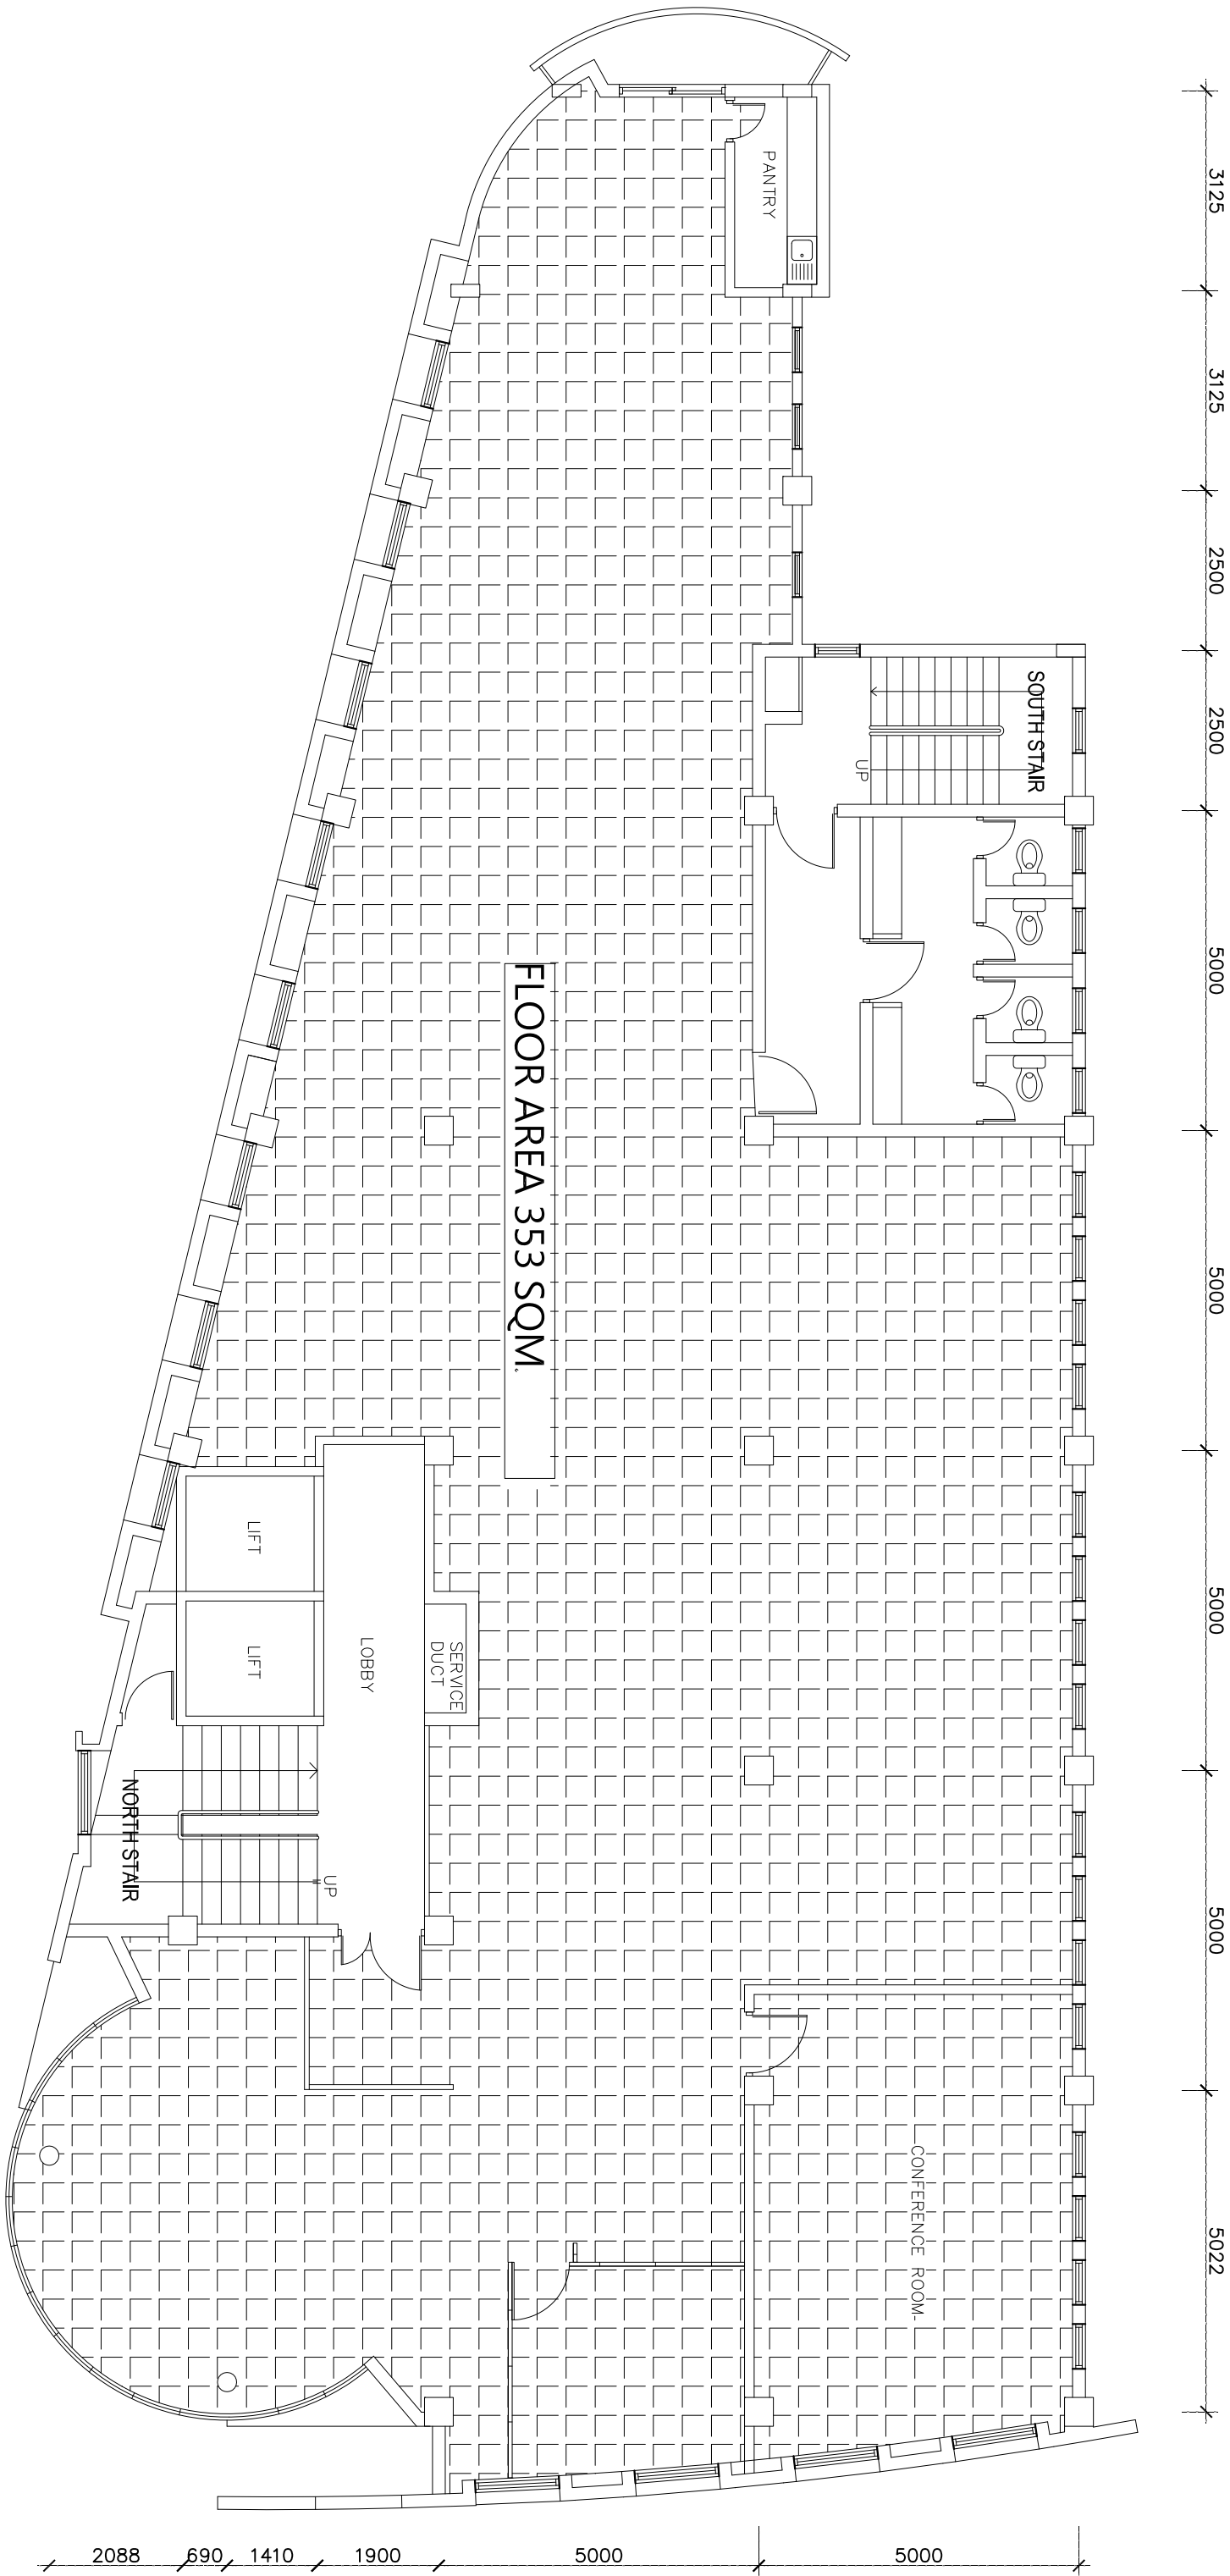 3125
PANTRY
3125
2500
SOUTH STAIR
2500
UP
5000
FLOOR AREA 353 SQM.
5000
LIFT
LIFT
LOBBY
SERVICE
DUCT
5000
NORTH STAIR
UP
5000
CONFERENCE ROOM
5022
2088
690
1410
1900
5000
5000